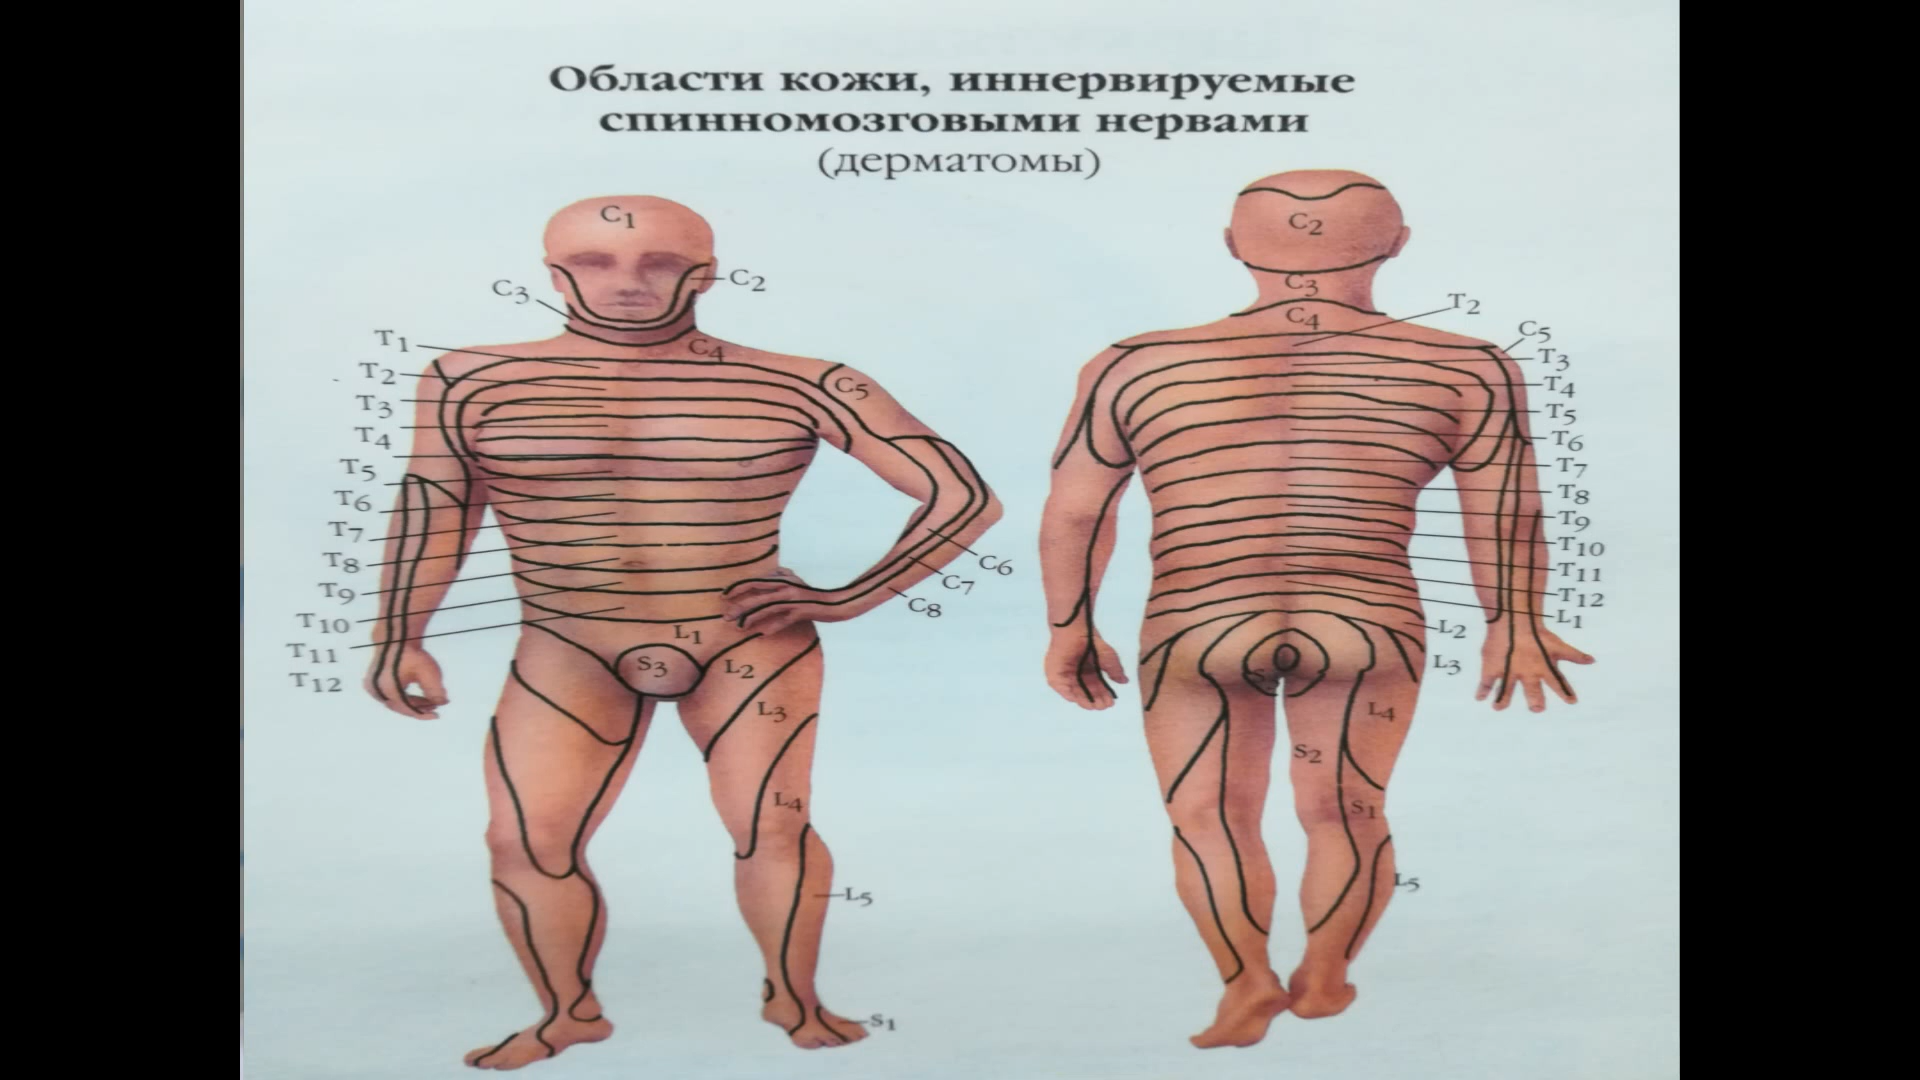 Области кожи, иннервируемые
спинномозговыми нервами
(дерматомы)
C1
C2
C3
C4
T1
T2
T3
T4
T5
T6
T7
T8
T9
T10
T11
T12
C5
C6
C7
C8
L1
S3
L2
L3
L4
L5
S1
C2
C3
C4
T2
C5
T3
T4
T5
T6
T7
T8
T9
T10
T11
T12
L1
L2
L3
L4
S2
S1
L5